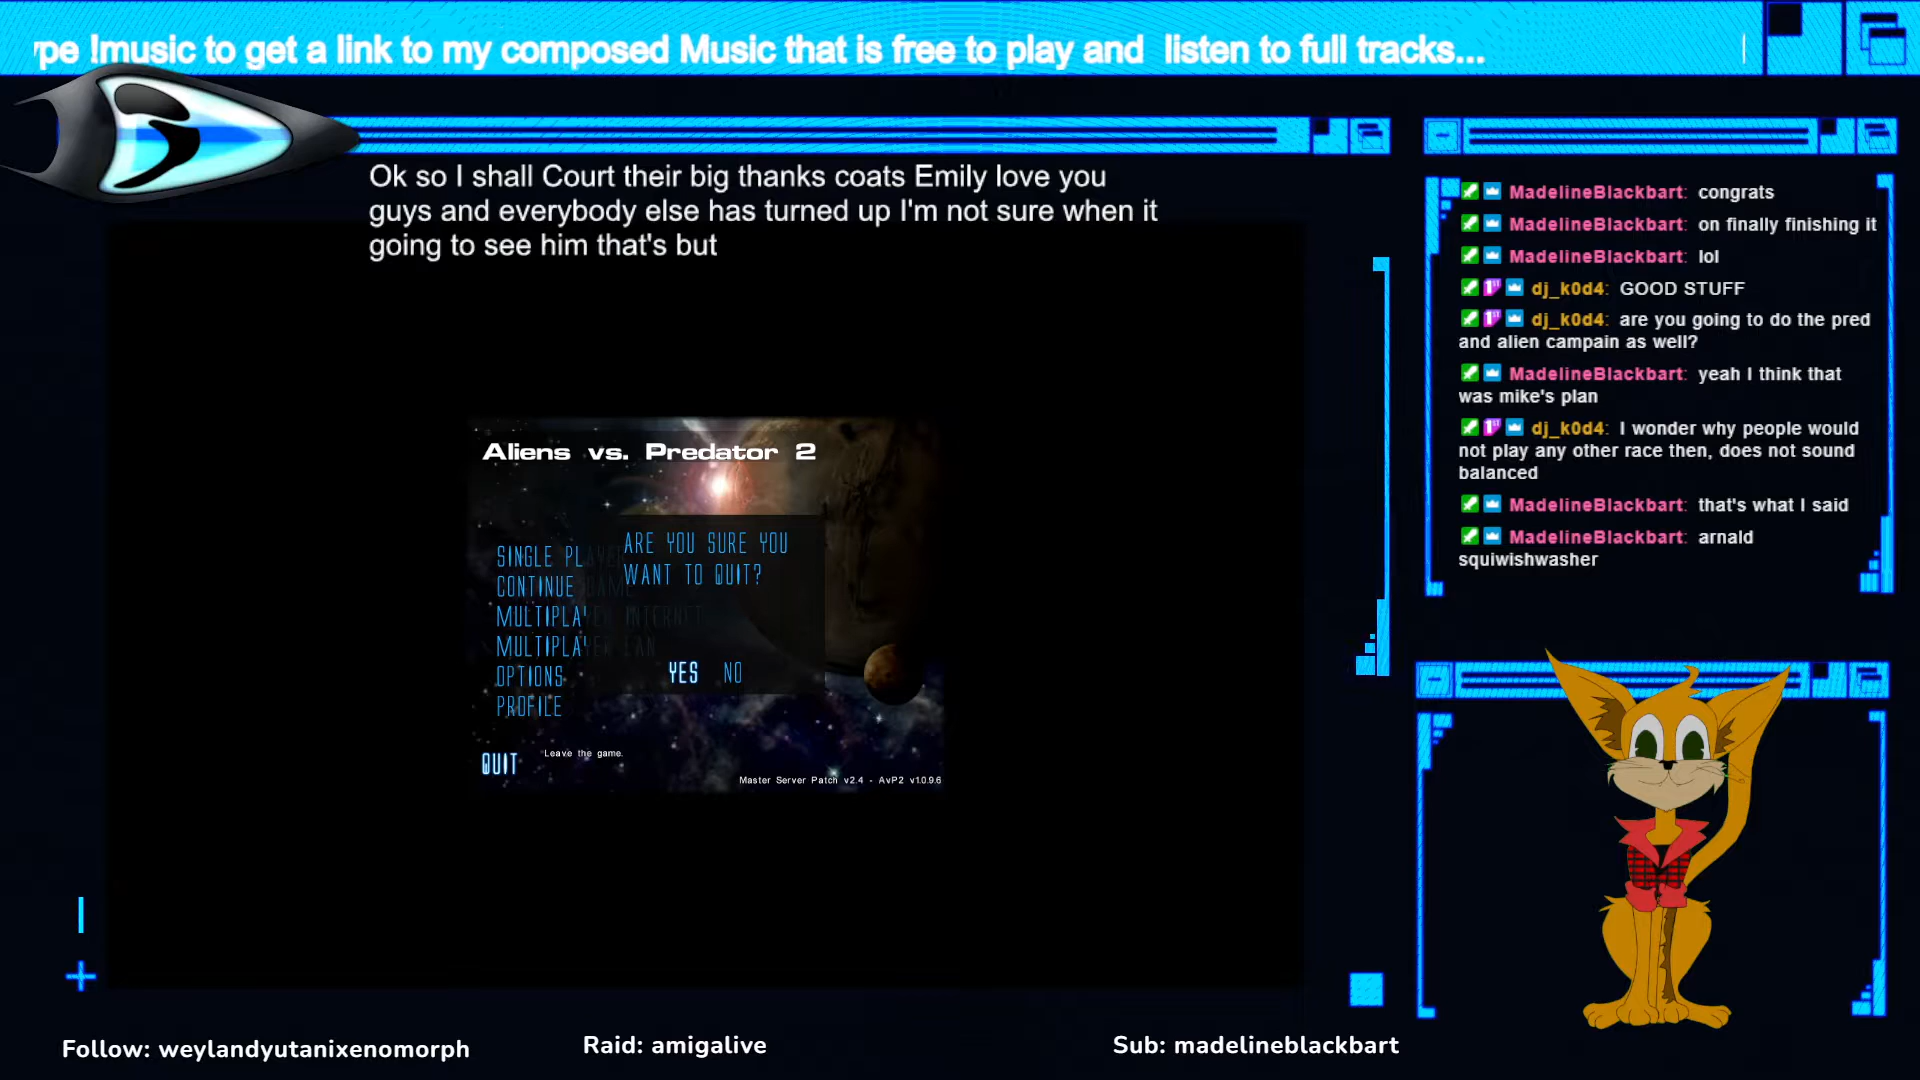 rpe !music to get a link to my composed Music that is free to play and  listen to full tracks...
Ok so I shall Court their big thanks coats Emily love you
guys and everybody else has turned up I'm not sure when it
going to see him that's but
MadelineBlackbart: congrats
MadelineBlackbart: on finally finishing it
MadelineBlackbart: lol
dj_k0d4: GOOD STUFF
dj_k0d4: are you going to do the pred
and alien campain as well?
MadelineBlackbart: yeah I think that
was mike's plan
dj_k0d4: I wonder why people would
not play any other race then, does not sound
balanced
MadelineBlackbart: that's what I said
MadelineBlackbart: arnald
squiwishwasher
Aliens vs. Predator 2
ARE YOU SURE YOU
WANT TO QUIT?
YES NO
SINGLE PLAYER
CONTINUE GAME
MULTIPLAYER INTERNET
MULTIPLAYER LAN
OPTIONS
PROFILE
QUIT
Leave the game.
Master Server Patch v2.4 - AvP2 v1.0.9.6
Follow: weylandyutanixenomorph
Raid: amigalive
Sub: madelineblackbart